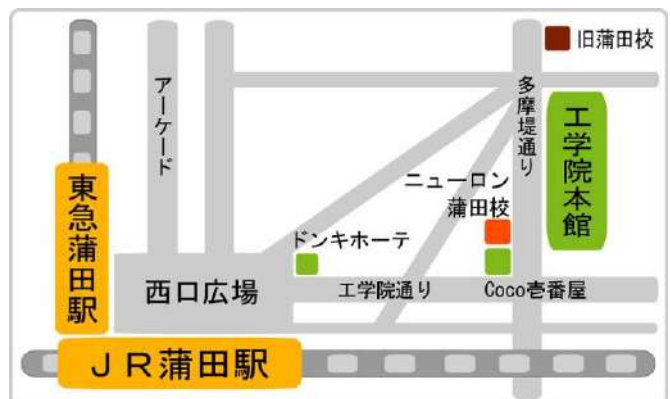 旧蒲田校
アーケード
多摩堤通り
工学院本館
東急蒲田駅
ニューロン
蒲田校
ドンキホーテ
西口広場
工学院通り
Coco壱番屋
JR蒲田駅